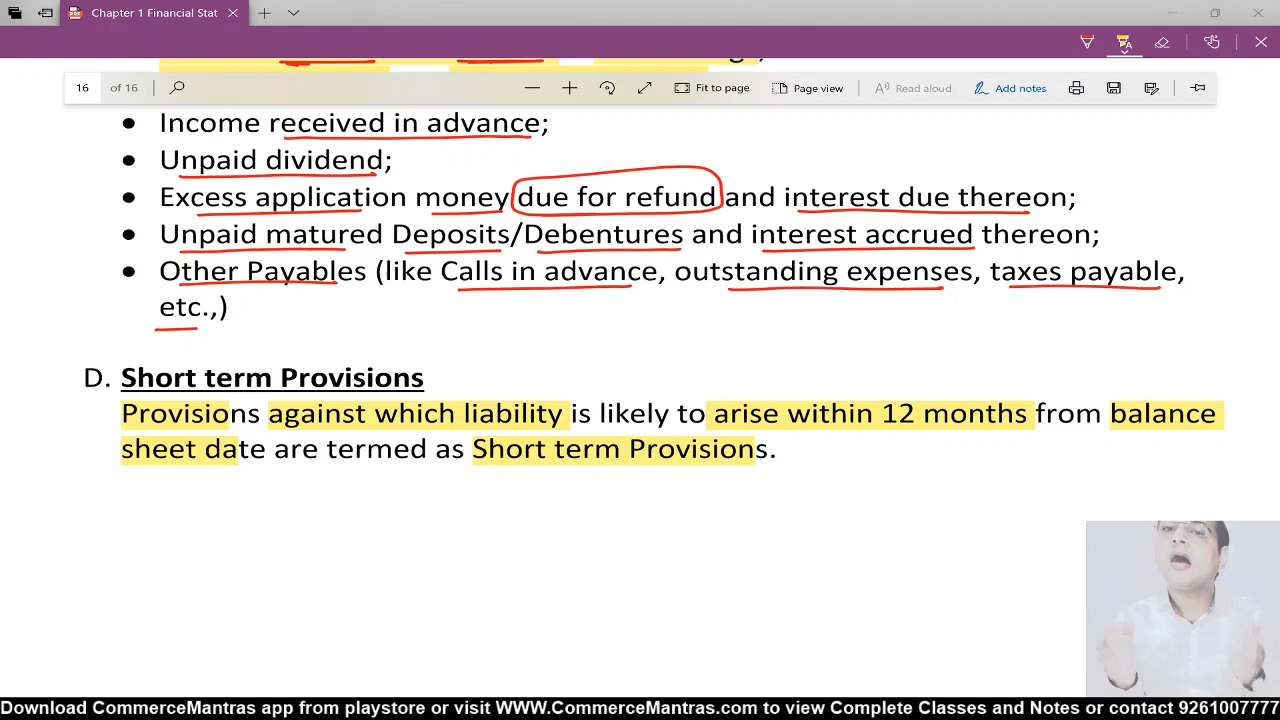 Chapter 1 Financial Stat
16 of 16 Fit to page Page view Read aloud Add notes
Income received in advance;
Unpaid dividend;
Excess application money due for refund and interest due thereon;
Unpaid matured Deposits/Debentures and interest accrued thereon;
Other Payables (like Calls in advance, outstanding expenses, taxes payable,
etc.,)
D. Short term Provisions
Provisions against which liability is likely to arise within 12 months from balance
sheet date are termed as Short term Provisions.
Download CommerceMantras app from playstore or visit WWW.CommerceMantras.com to view Complete Classes and Notes or contact 9261007777